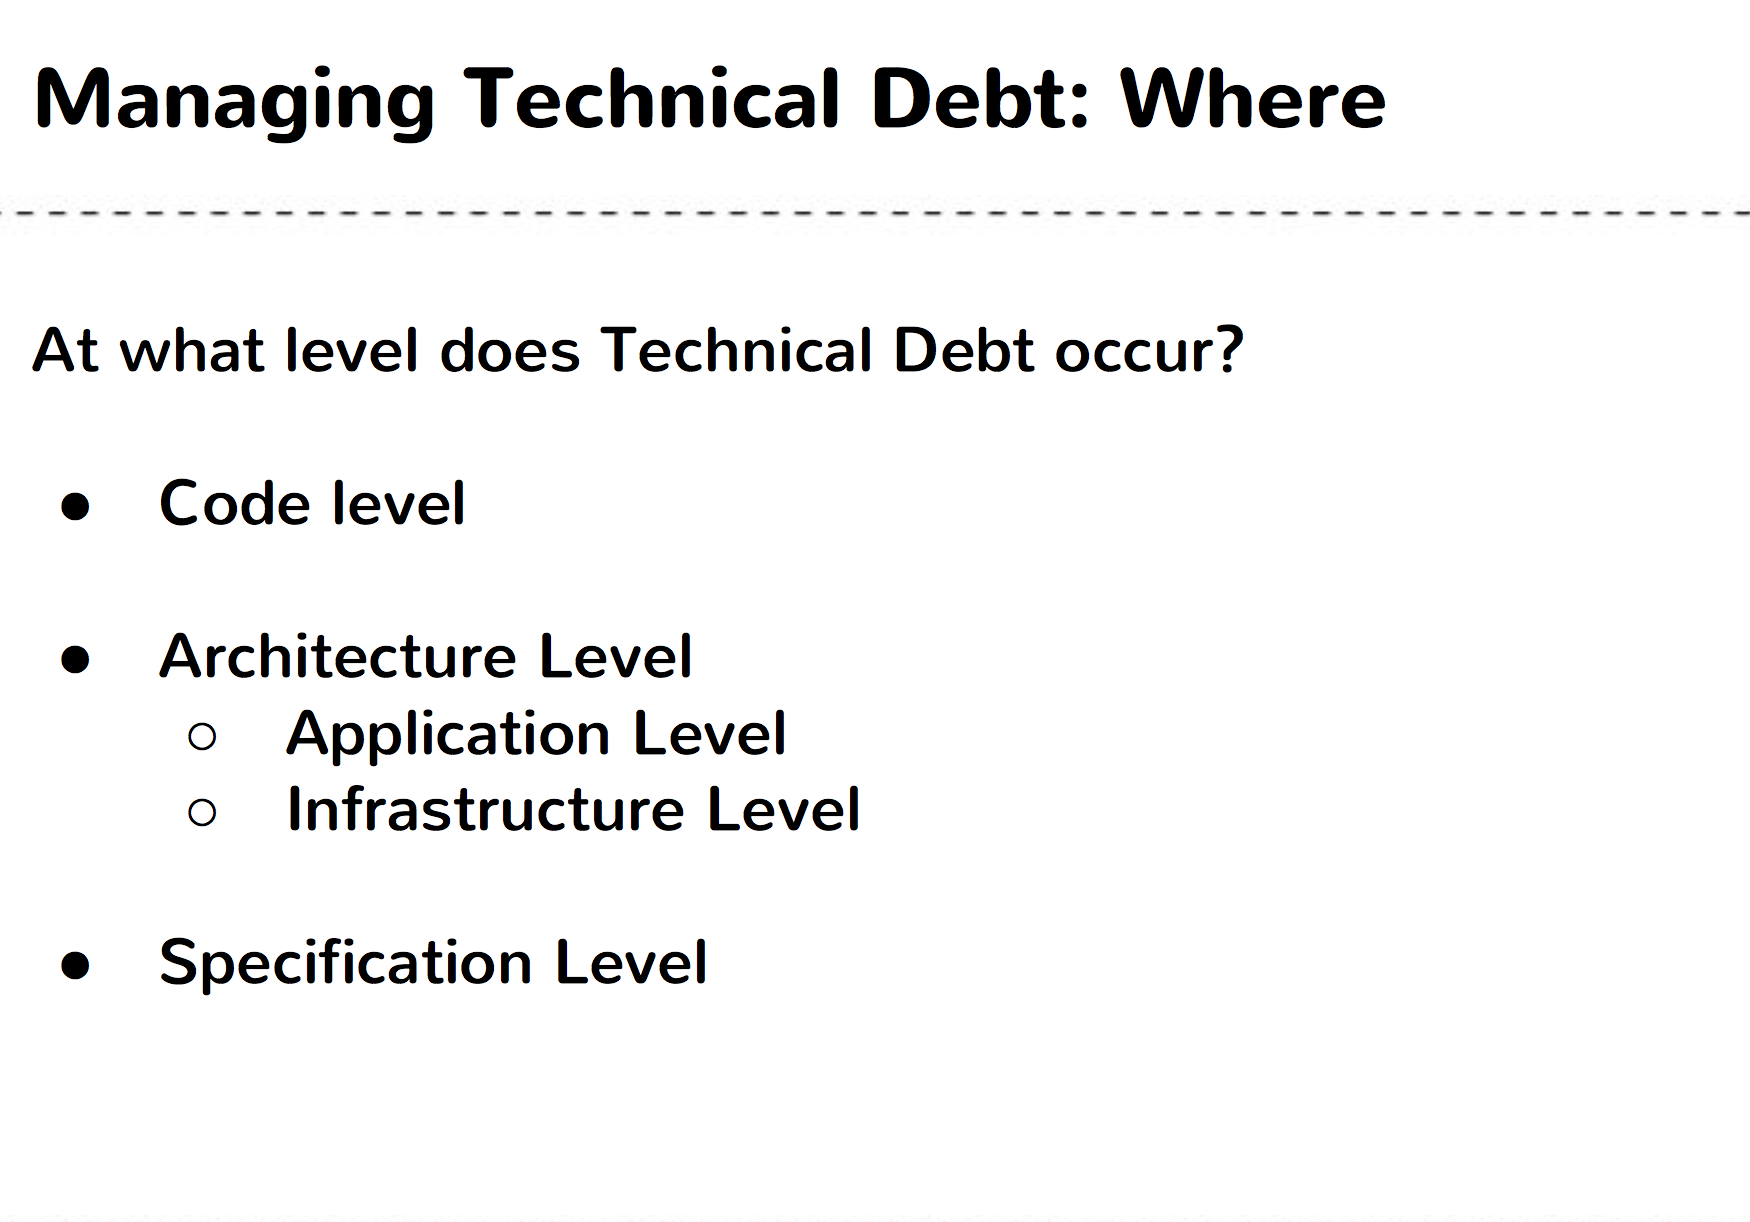 Managing Technical Debt: Where
At what level does Technical Debt occur?
● Code level
● Architecture Level
○ Application Level
○ Infrastructure Level
● Specification Level